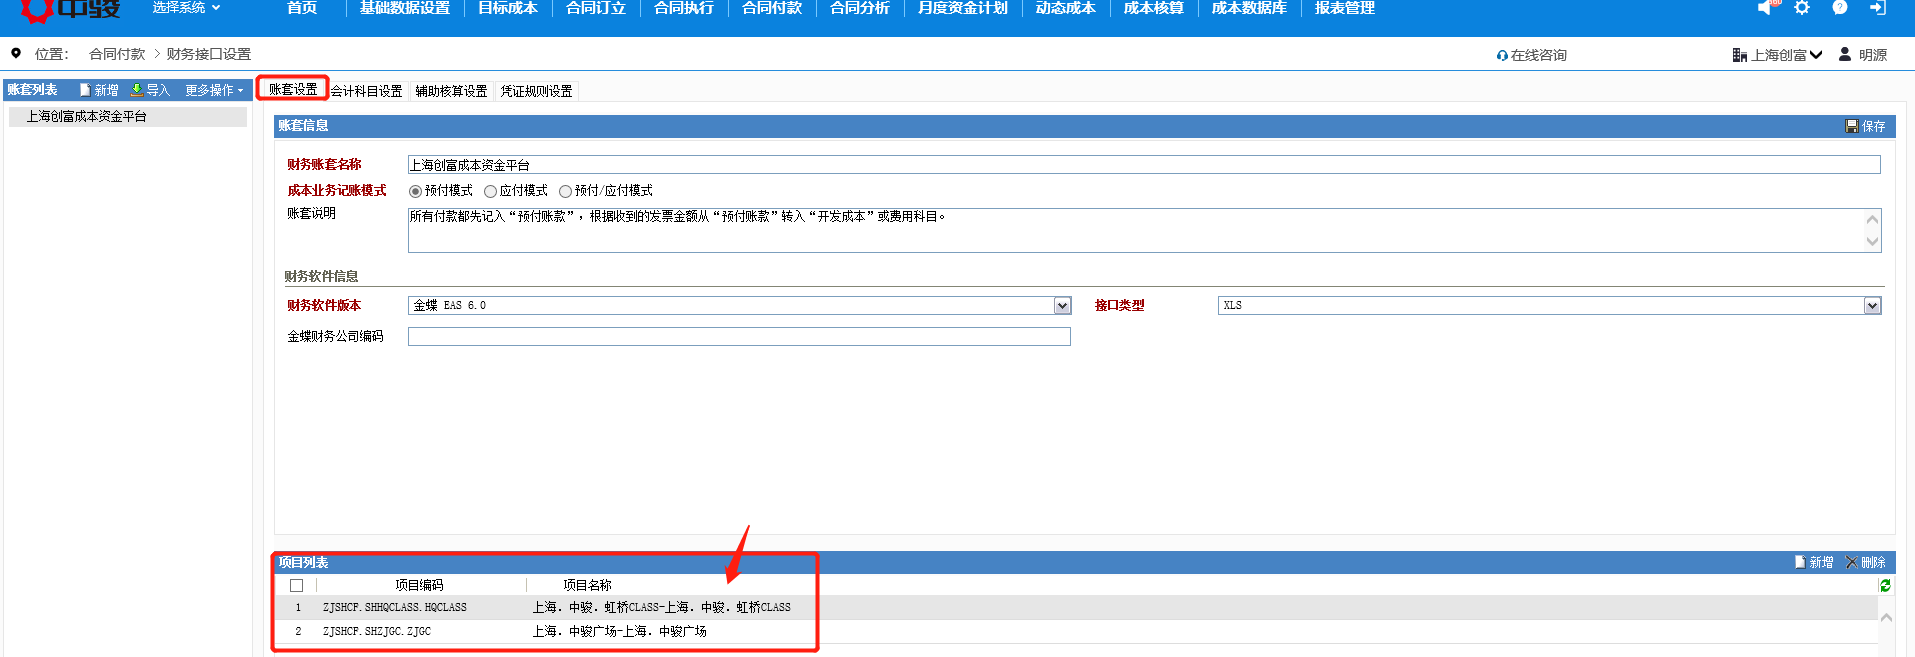 中骏 选择系统 首页 基础数据设置 目标成本 合同订立 合同执行 合同付款 合同分析 月度资金计划 动态成本 成本核算 成本数据库 报表管理
位置： 合同付款 > 财务接口设置 在线咨询 上海创富 明源
账套列表 新增 导入 更多操作 账套设置 会计科目设置 辅助核算设置 凭证规则设置
上海创富成本资金平台
账套信息 保存
财务账套名称 上海创富成本资金平台
成本业务记账模式 预付模式 应付模式 预付/应付模式
账套说明 所有付款都先记入“预付账款”，根据收到的发票金额从“预付账款”转入“开发成本”或费用科目。
财务软件信息
财务软件版本 金蝶 EAS 6.0 接口类型 XLS
金蝶财务公司编码
项目列表 新增 删除
项目编码 项目名称
1 ZJSHCF.SHHQCLASS.HQCLASS 上海．中骏．虹桥CLASS-上海．中骏．虹桥CLASS
2 ZJSHCF.SHZJGC.ZJGC 上海．中骏广场-上海．中骏广场